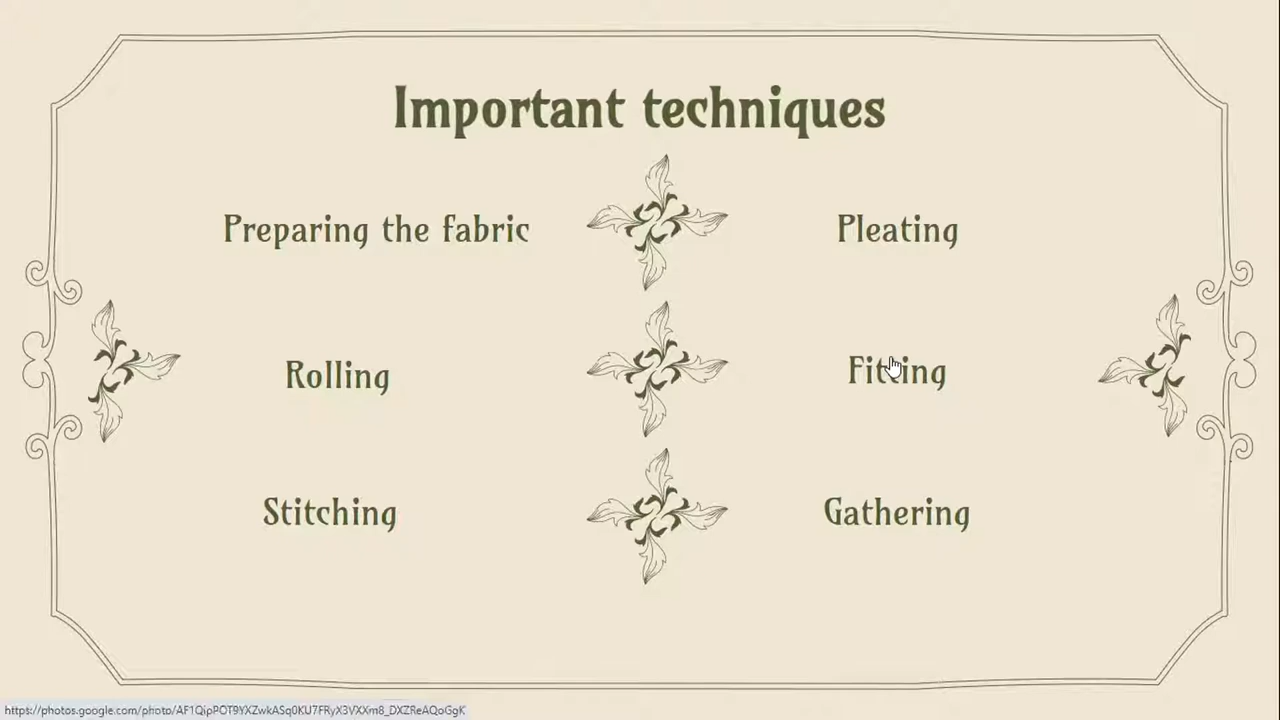 Important techniques
Preparing the fabric
Pleating
Rolling
Fitting
Stitching
Gathering
https://photos.google.com/photo/AF1QipPOT9YXZwkASq0KU7FRyX3VXXm8_DXZReAQoGgK